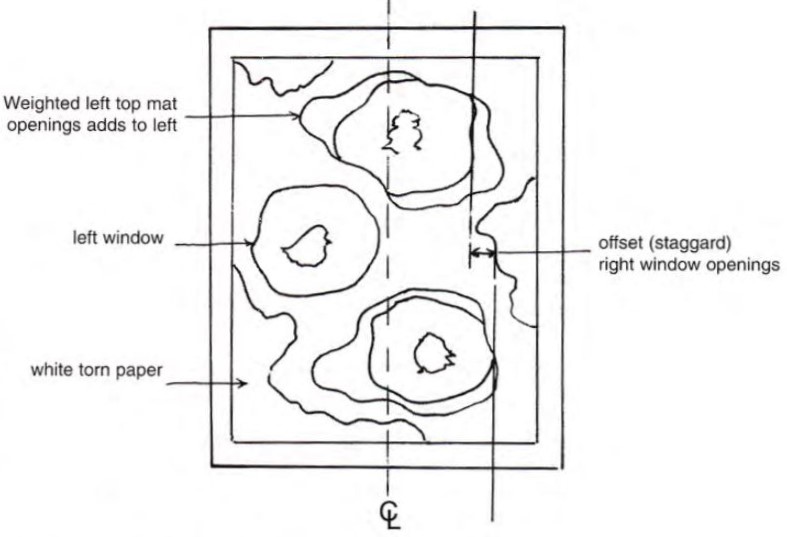 Weighted left top mat
openings adds to left
left window
offset (staggard)
right window openings
white torn paper
℄